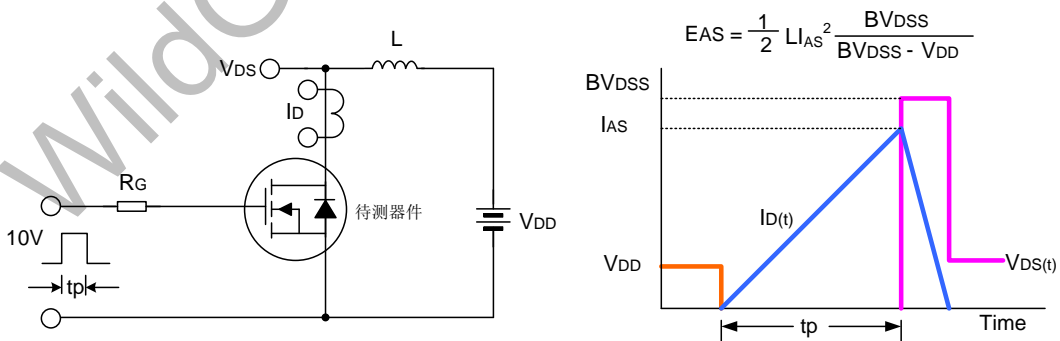 WildC
VDS
L
ID
RG
待测器件
VDD
10V
tp
EAS = 1/2 LIAS² BVDSS / (BVDSS - VDD)
BVDSS
IAS
ID(t)
VDD
VDS(t)
tp
Time